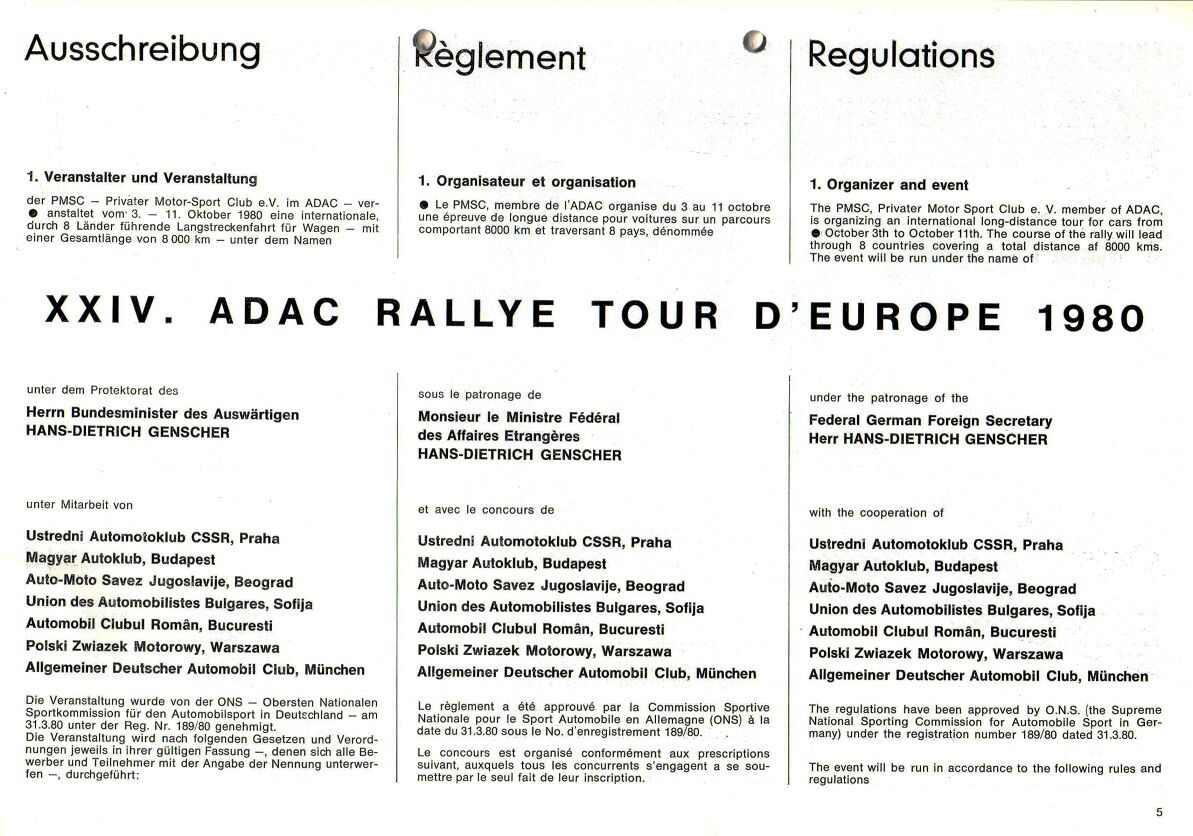 Ausschreibung
1. Veranstalter und Veranstaltung
der PMSC — Privater Motor-Sport Club e.V. im ADAC — ver-
● anstaltet vom 3. — 11. Oktober 1980 eine internationale,
durch 8 Länder führende Langstreckenfahrt für Wagen — mit
einer Gesamtlänge von 8 000 km — unter dem Namen
Règlement
1. Organisateur et organisation
● Le PMSC, membre de l'ADAC organise du 3 au 11 octobre
une épreuve de longue distance pour voitures sur un parcours
comportant 8000 km et traversant 8 pays, dénommée
Regulations
1. Organizer and event
The PMSC, Privater Motor Sport Club e. V. member of ADAC,
is organizing an international long-distance tour for cars from
● October 3th to October 11th. The course of the rally will lead
through 8 countries covering a total distance af 8000 kms.
The event will be run under the name of
XXIV. ADAC RALLYE TOUR D'EUROPE 1980
unter dem Protektorat des
Herrn Bundesminister des Auswärtigen
HANS-DIETRICH GENSCHER
unter Mitarbeit von
Ustredni Automotoklub CSSR, Praha
Magyar Autoklub, Budapest
Auto-Moto Savez Jugoslavije, Beograd
Union des Automobilistes Bulgares, Sofija
Automobil Clubul Român, Bucuresti
Polski Zwiazek Motorowy, Warszawa
Allgemeiner Deutscher Automobil Club, München
Die Veranstaltung wurde von der ONS — Obersten Nationalen
Sportkommission für den Automobilsport in Deutschland — am
31.3.80 unter der Reg. Nr. 189/80 genehmigt.
Die Veranstaltung wird nach folgenden Gesetzen und Verord-
nungen jeweils in ihrer gültigen Fassung —, denen sich alle Be-
werber und Teilnehmer mit der Angabe der Nennung unterwer-
fen —, durchgeführt:
sous le patronage de
Monsieur le Ministre Fédéral
des Affaires Etrangères
HANS-DIETRICH GENSCHER
et avec le concours de
Ustredni Automotoklub CSSR, Praha
Magyar Autoklub, Budapest
Auto-Moto Savez Jugoslavije, Beograd
Union des Automobilistes Bulgares, Sofija
Automobil Clubul Român, Bucuresti
Polski Zwiazek Motorowy, Warszawa
Allgemeiner Deutscher Automobil Club, München
Le règlement a été approuvé par la Commission Sportive
Nationale pour le Sport Automobile en Allemagne (ONS) à la
date du 31.3.80 sous le No. d'enregistrement 189/80.
Le concours est organisé conformément aux prescriptions
suivant, auxquels tous les concurrents s'engagent a se sou-
mettre par le seul fait de leur inscription.
under the patronage of the
Federal German Foreign Secretary
Herr HANS-DIETRICH GENSCHER
with the cooperation of
Ustredni Automotoklub CSSR, Praha
Magyar Autoklub, Budapest
Auto-Moto Savez Jugoslavije, Beograd
Union des Automobilistes Bulgares, Sofija
Automobil Clubul Român, Bucuresti
Polski Zwiazek Motorowy, Warszawa
Allgemeiner Deutscher Automobil Club, München
The regulations have been approved by O.N.S. (the Supreme
National Sporting Commission for Automobile Sport in Ger-
many) under the registration number 189/80 dated 31.3.80.
The event will be run in accordance to the following rules and
regulations
5